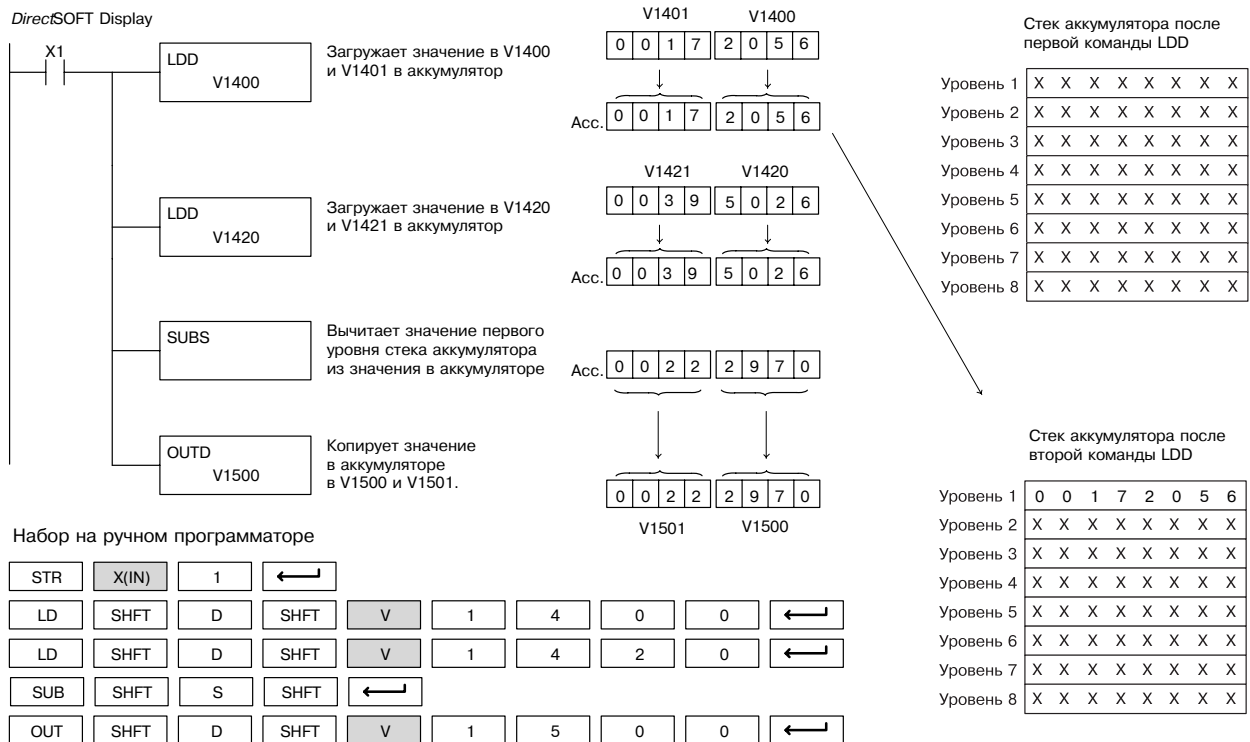 DirectSOFT Display
X1
LDD
V1400
Загружает значение в V1400
и V1401 в аккумулятор
V1401 V1400
0 0 1 7 2 0 5 6
Acc. 0 0 1 7 2 0 5 6
LDD
V1420
Загружает значение в V1420
и V1421 в аккумулятор
V1421 V1420
0 0 3 9 5 0 2 6
Acc. 0 0 3 9 5 0 2 6
SUBS
Вычитает значение первого
уровня стека аккумулятора
из значения в аккумуляторе
Acc. 0 0 2 2 2 9 7 0
OUTD
V1500
Копирует значение
в аккумуляторе
в V1500 и V1501.
0 0 2 2 2 9 7 0
V1501 V1500
Стек аккумулятора после
первой команды LDD
Уровень 1 X X X X X X X X
Уровень 2 X X X X X X X X
Уровень 3 X X X X X X X X
Уровень 4 X X X X X X X X
Уровень 5 X X X X X X X X
Уровень 6 X X X X X X X X
Уровень 7 X X X X X X X X
Уровень 8 X X X X X X X X
Стек аккумулятора после
второй команды LDD
Уровень 1 0 0 1 7 2 0 5 6
Уровень 2 X X X X X X X X
Уровень 3 X X X X X X X X
Уровень 4 X X X X X X X X
Уровень 5 X X X X X X X X
Уровень 6 X X X X X X X X
Уровень 7 X X X X X X X X
Уровень 8 X X X X X X X X
Набор на ручном программаторе
STR X(IN) 1
LD SHFT D SHFT V 1 4 0 0
LD SHFT D SHFT V 1 4 2 0
SUB SHFT S SHFT
OUT SHFT D SHFT V 1 5 0 0